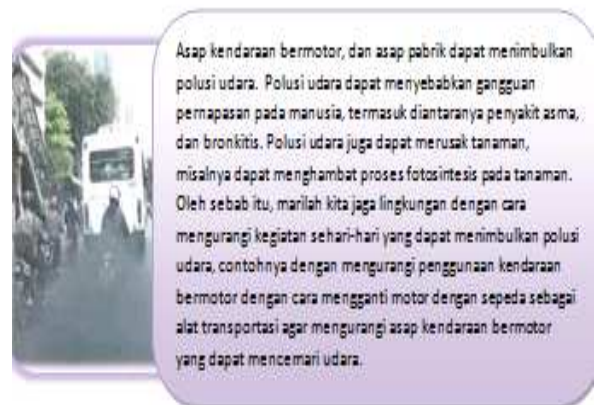 Asap kendaraan bermotor, dan asap pabrik dapat menimbulkan
polusi udara. Polusi udara dapat menyebabkan gangguan
pernapasan pada manusia, termasuk diantaranya penyakit asma,
dan bronkitis. Polusi udara juga dapat merusak tanaman,
misalnya dapat menghambat proses fotosintesis pada tanaman.
Oleh sebab itu, marilah kita jaga lingkungan dengan cara
mengurangi kegiatan sehari-hari yang dapat menimbulkan polusi
udara, contohnya dengan mengurangi penggunaan kendaraan
bermotor dengan cara mengganti motor dengan sepeda sebagai
alat transportasi agar mengurangi asap kendaraan bermotor
yang dapat mencemari udara.